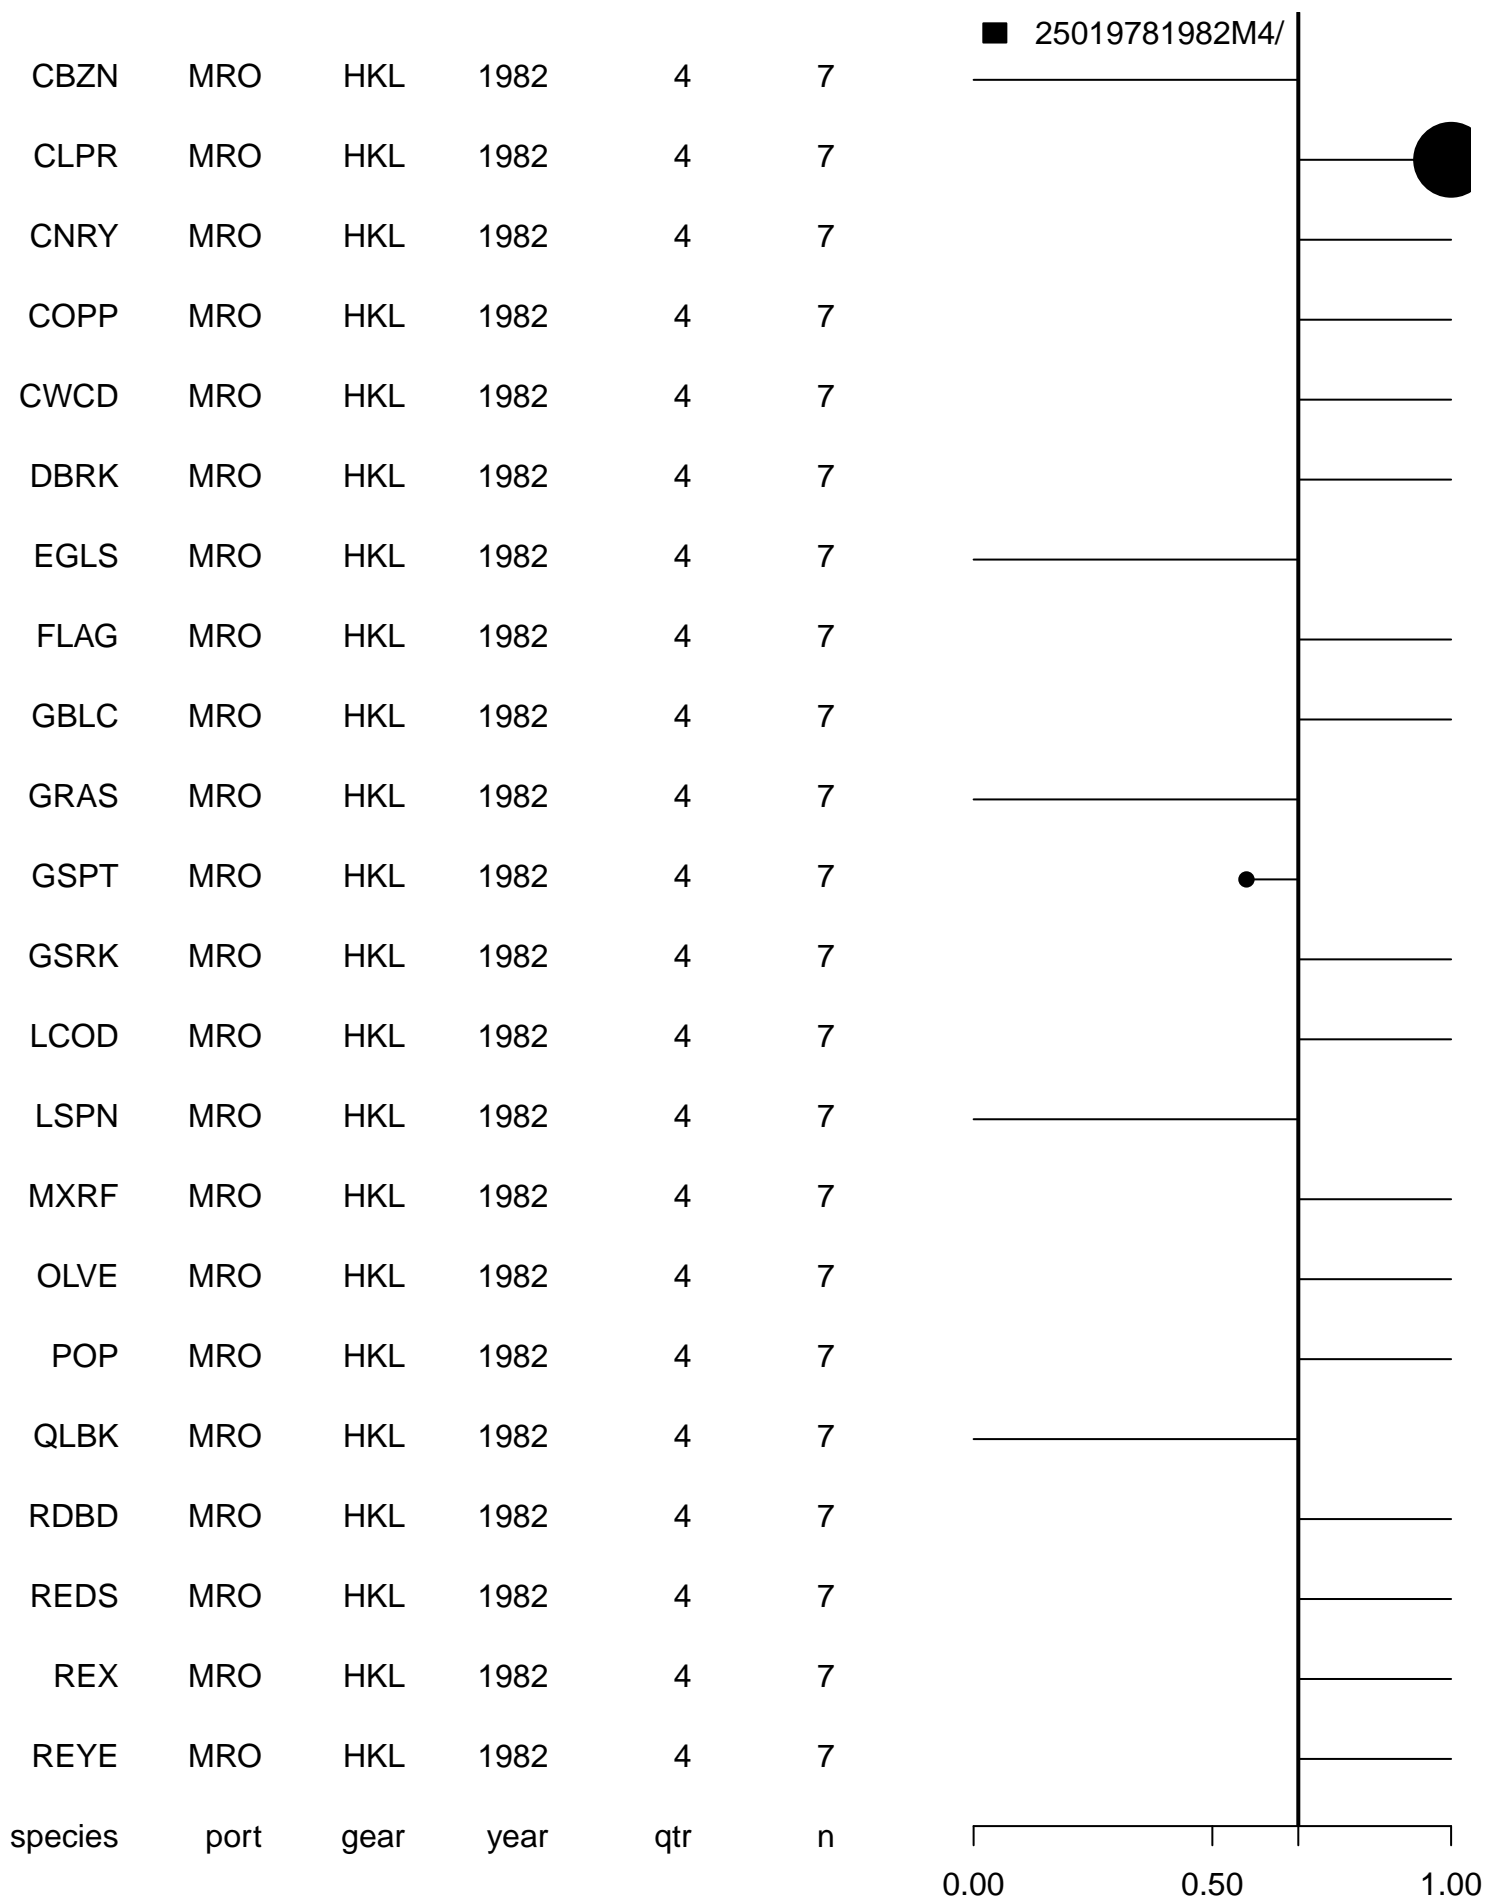 25019781982M4/
CBZN MRO HKL 1982 4 7
CLPR MRO HKL 1982 4 7
CNRY MRO HKL 1982 4 7
COPP MRO HKL 1982 4 7
CWCD MRO HKL 1982 4 7
DBRK MRO HKL 1982 4 7
EGLS MRO HKL 1982 4 7
FLAG MRO HKL 1982 4 7
GBLC MRO HKL 1982 4 7
GRAS MRO HKL 1982 4 7
GSPT MRO HKL 1982 4 7
GSRK MRO HKL 1982 4 7
LCOD MRO HKL 1982 4 7
LSPN MRO HKL 1982 4 7
MXRF MRO HKL 1982 4 7
OLVE MRO HKL 1982 4 7
POP MRO HKL 1982 4 7
QLBK MRO HKL 1982 4 7
RDBD MRO HKL 1982 4 7
REDS MRO HKL 1982 4 7
REX MRO HKL 1982 4 7
REYE MRO HKL 1982 4 7
species port gear year qtr n
0.00 0.50 1.00